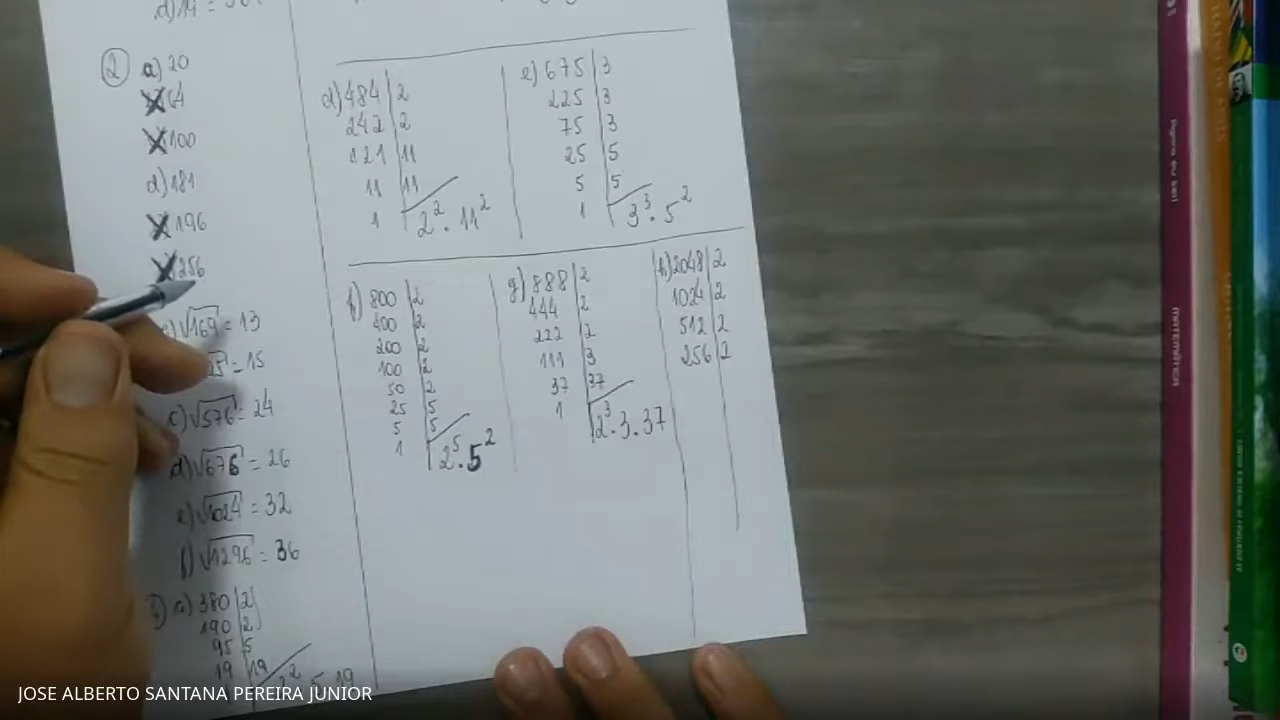 ② a) 20
64
100
d) 181
196
256
√169 = 13
= 15
c) √576 = 24
d) √676 = 26
e) √1024 = 32
f) √1296 = 36
3) a) 380 | 2
190 | 2
95 | 5
19 | 19
d) 484 | 2
242 | 2
121 | 11
11 | 11
1 | 2². 11²
e) 675 | 3
225 | 3
75 | 3
25 | 5
5 | 5
1 | 3³. 5²
f) 800 | 2
400 | 2
200 | 2
100 | 2
50 | 2
25 | 5
5 | 5
1 | 2⁵. 5²
g) 888 | 2
444 | 2
222 | 2
111 | 3
37 | 37
1 | 2³. 3. 37
h) 2048 | 2
1024 | 2
512 | 2
256 | 2
MATEMÁTICA
JOSE ALBERTO SANTANA PEREIRA JUNIOR